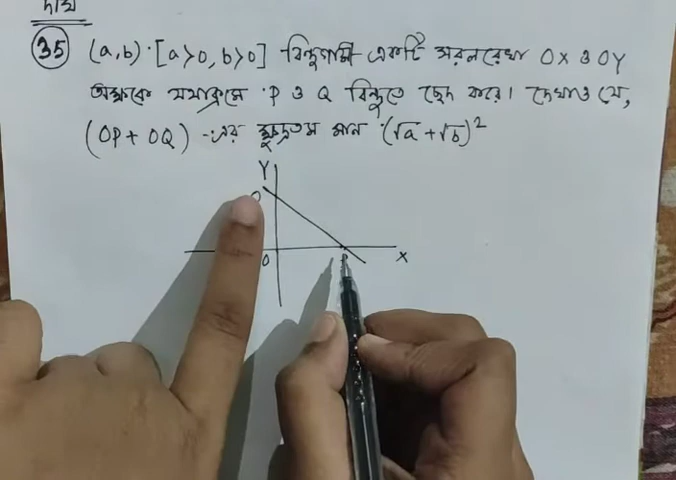 দাগ
35 (a,b) [a>0, b>0] বিন্দুগামী একটি সরলরেখা OX ও OY
অক্ষকে যথাক্রমে P ও Q বিন্দুতে ছেদ করে। দেখাও যে,
(OP+OQ) -এর ক্ষুদ্রতম মান (√a+√b)²
Y
O
X